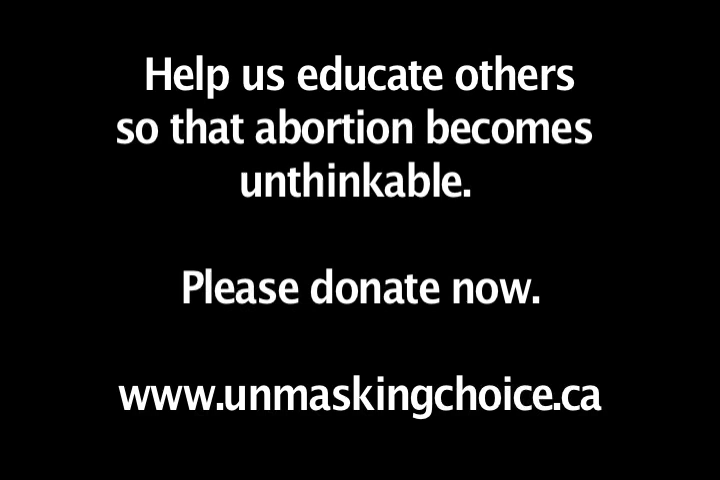 Help us educate others
so that abortion becomes
unthinkable.
Please donate now.
www.unmaskingchoice.ca